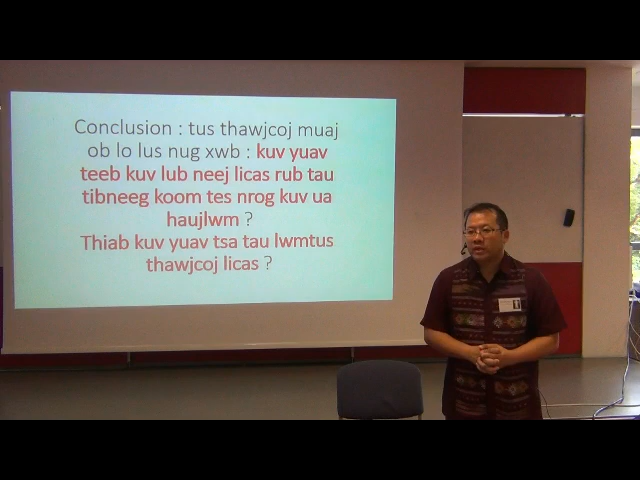 Conclusion : tus thawjcoj muaj
ob lo lus nug xwb : kuv yuav
teeb kuv lub neej licas rub tau
tibneeg koom tes nrog kuv ua
haujlwm ?
Thiab kuv yuav tsa tau lwmtus
thawjcoj licas ?